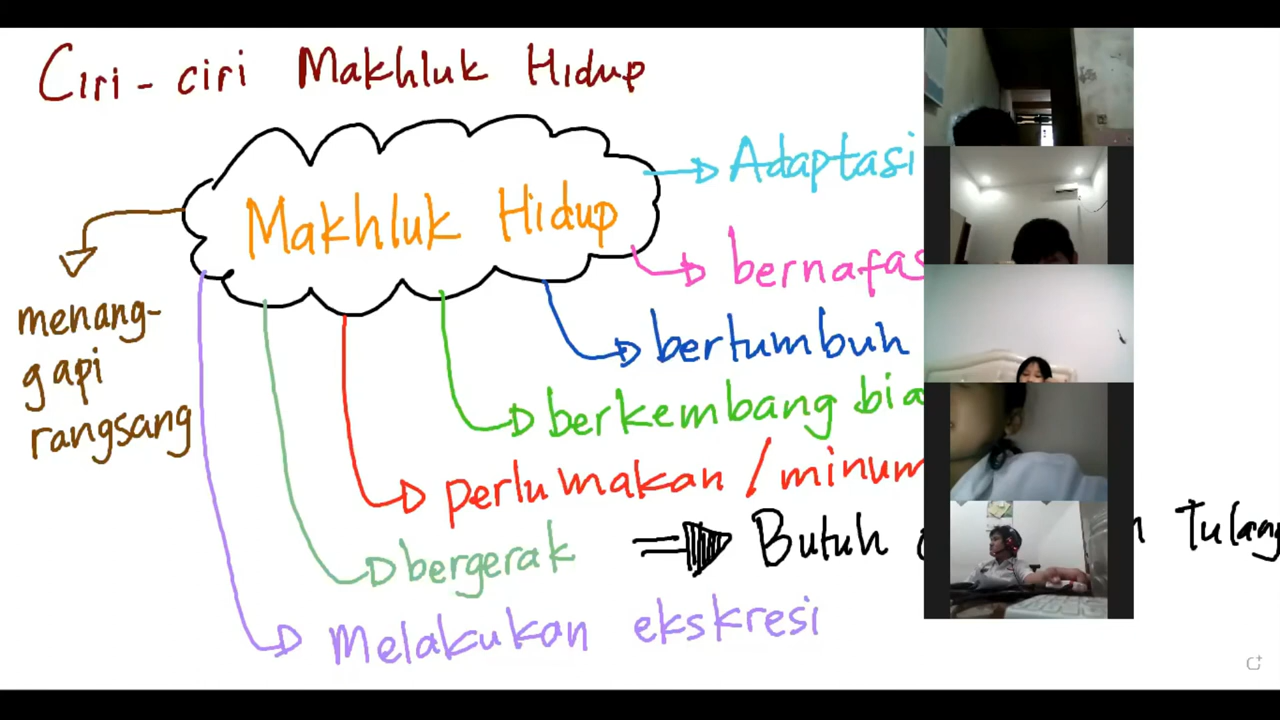 Ciri - ciri Makhluk Hidup
Makhluk Hidup
Adaptasi
bernafas
bertumbuh
berkembang bia
perlu makan / minum
Butuh
Tulang
bergerak
Melakukan ekskresi
menang-
gapi
rangsang